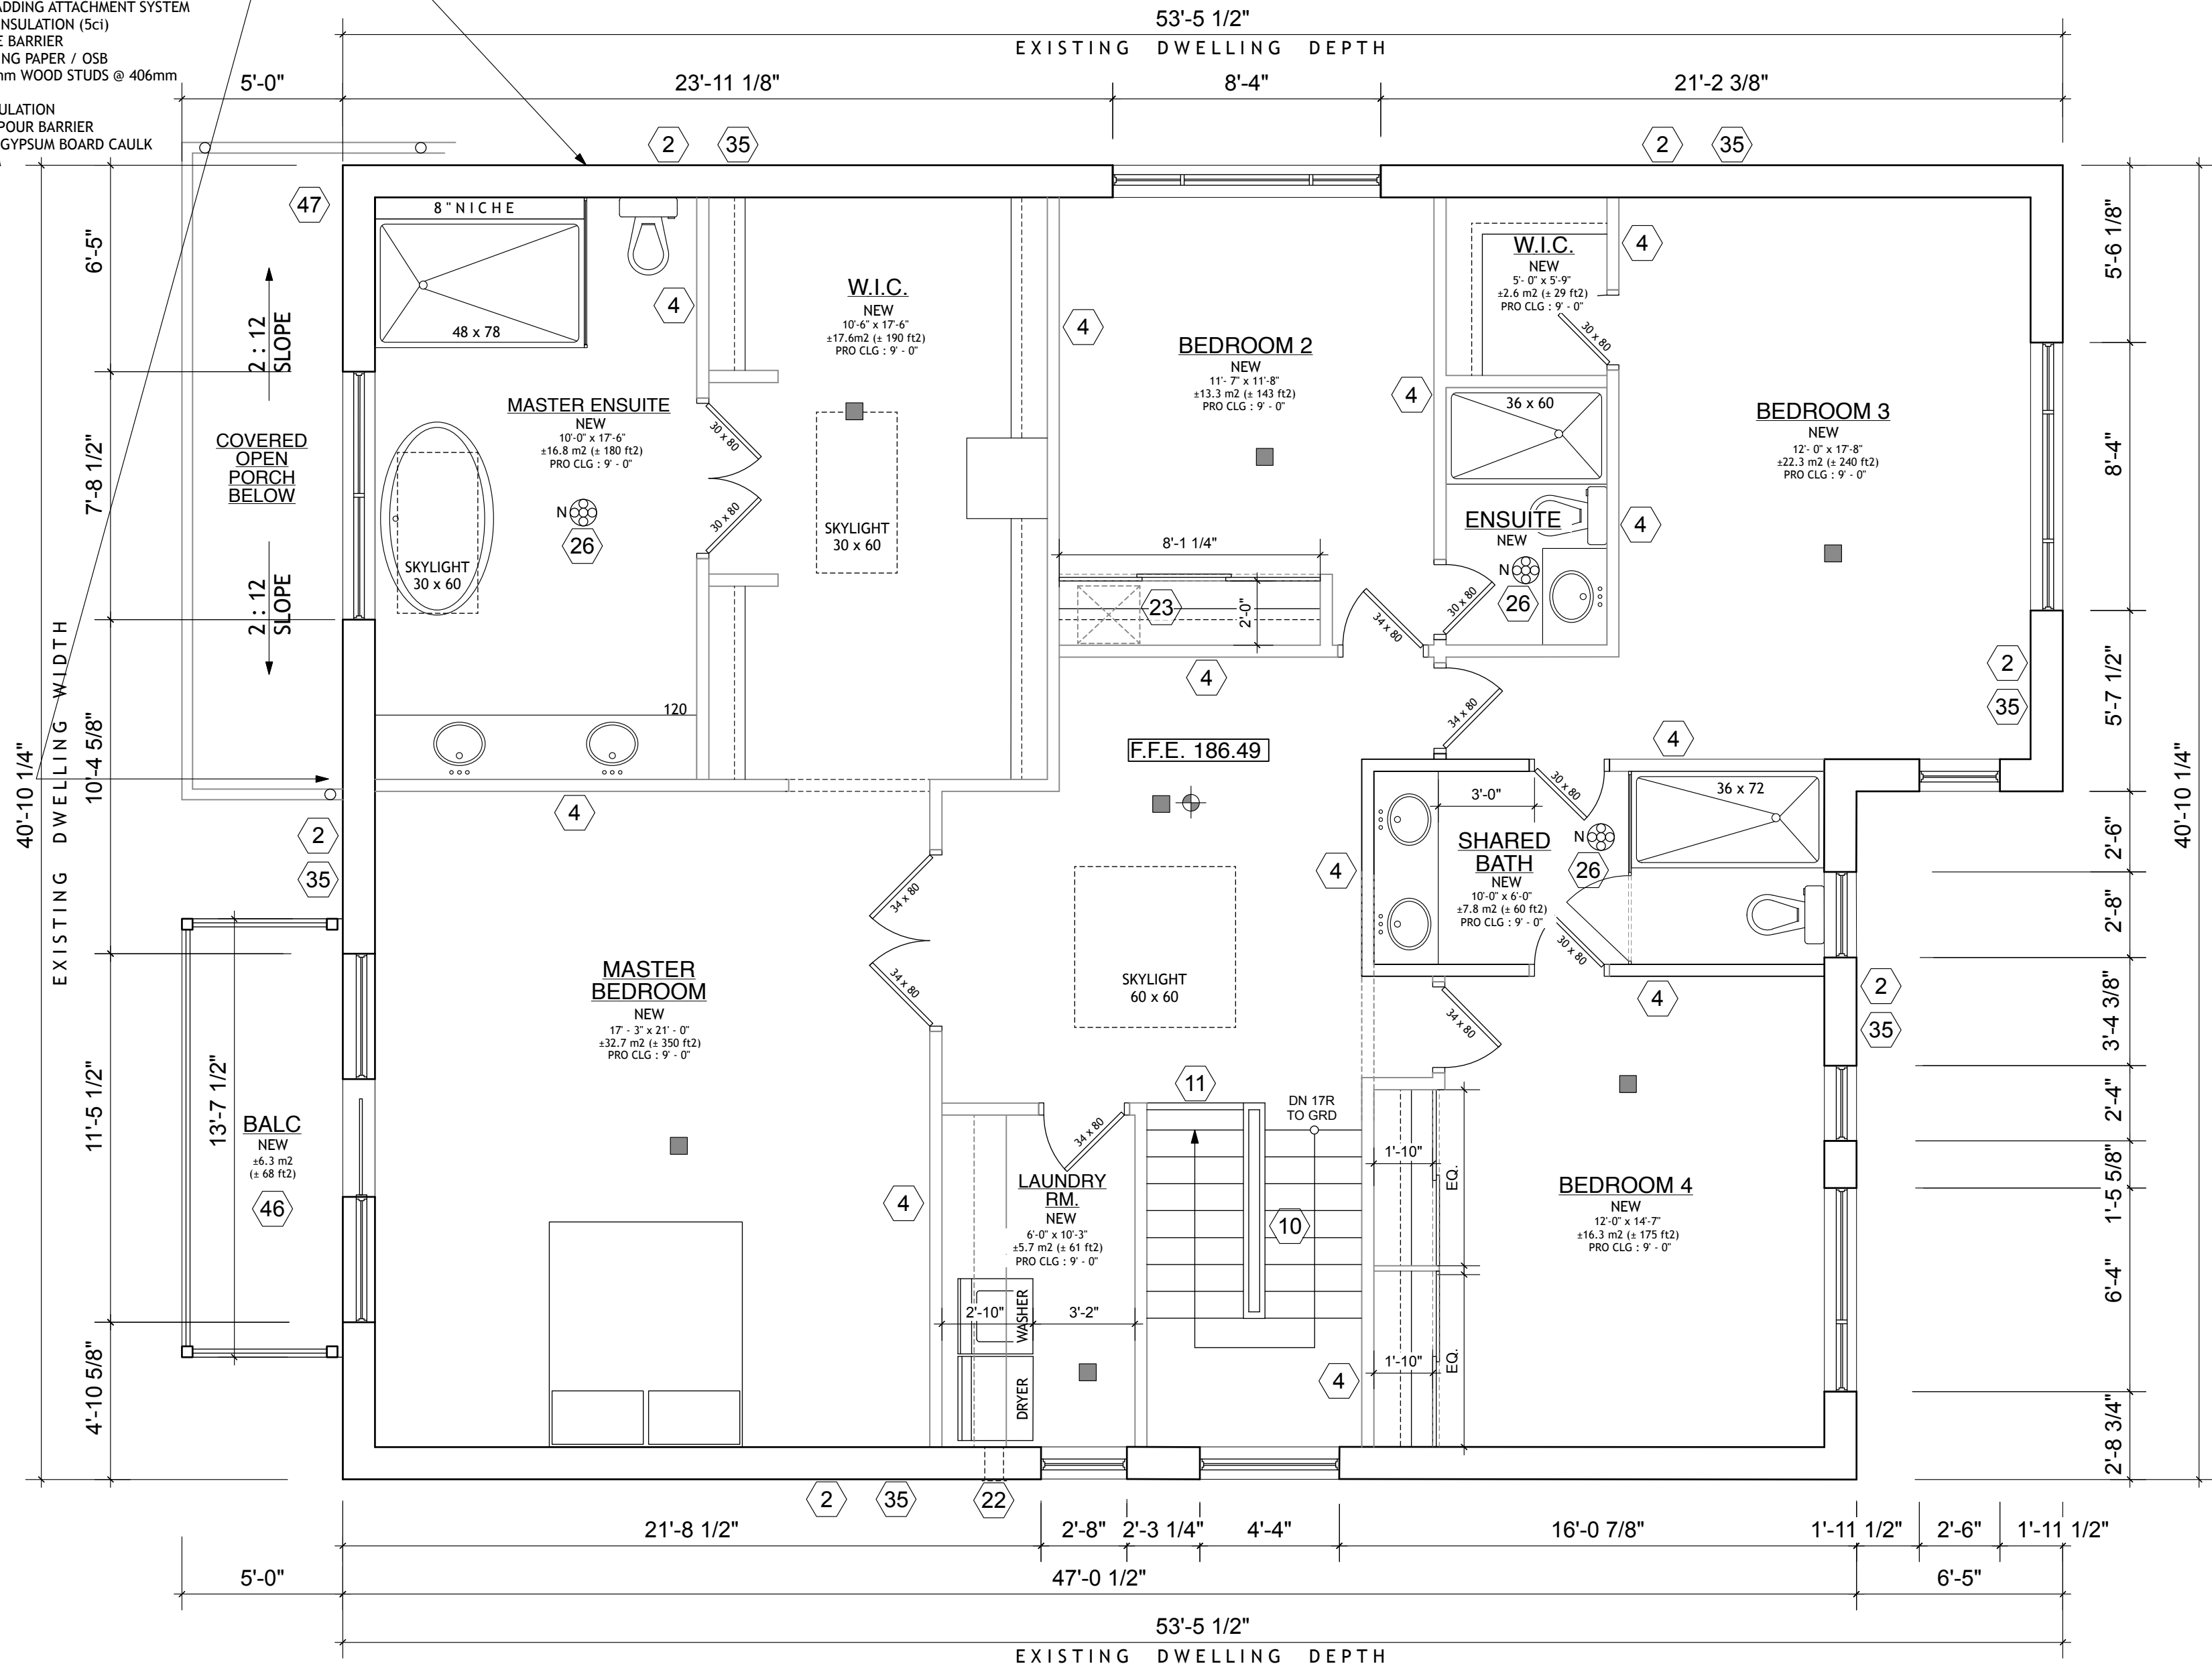 ADDING ATTACHMENT SYSTEM
INSULATION (5ci)
E BARRIER
NG PAPER / OSB
nm WOOD STUDS @ 406mm
ULATION
POUR BARRIER
GYPSUM BOARD CAULK
53'-5 1/2"
EXISTING DWELLING DEPTH
5'-0"
23'-11 1/8"
8'-4"
21'-2 3/8"
2
35
2
35
47
6'-5"
7'-8 1/2"
10'-4 5/8"
11'-5 1/2"
4'-10 5/8"
40'-10 1/4"
EXISTING DWELLING WIDTH
2 : 12
SLOPE
COVERED
OPEN
PORCH
BELOW
2 : 12
SLOPE
2
35
13'-7 1/2"
BALC
NEW
±6.3 m2
(± 68 ft2)
46
8"NICHE
48 x 78
4
MASTER ENSUITE
NEW
10'-0" x 17'-6"
±16.8 m2 (± 180 ft2)
PRO CLG : 9' - 0"
N
26
SKYLIGHT
30 x 60
30 x 80
30 x 80
120
4
W.I.C.
NEW
10'-6" x 17'-6"
±17.6m2 (± 190 ft2)
PRO CLG : 9' - 0"
SKYLIGHT
30 x 60
4
BEDROOM 2
NEW
11'- 7" x 11'-8"
±13.3 m2 (± 143 ft2)
PRO CLG : 9' - 0"
4
8'-1 1/4"
23
2'-0"
34 x 80
4
W.I.C.
NEW
5'- 0" x 5'-9"
±2.6 m2 (± 29 ft2)
PRO CLG : 9' - 0"
4
30 x 80
36 x 60
ENSUITE
NEW
4
N
26
30 x 80
34 x 80
BEDROOM 3
NEW
12'- 0" x 17'-8"
±22.3 m2 (± 240 ft2)
PRO CLG : 9' - 0"
2
35
4
F.F.E. 186.49
SKYLIGHT
60 x 60
34 x 80
34 x 80
MASTER
BEDROOM
NEW
17' - 3" x 21' - 0"
±32.7 m2 (± 350 ft2)
PRO CLG : 9' - 0"
4
4
3'-0"
30 x 80
36 x 72
SHARED
BATH
NEW
10'-0" x 6'-0"
±7.8 m2 (± 60 ft2)
PRO CLG : 9' - 0"
N
26
30 x 80
4
34 x 80
2
35
11
DN 17R
TO GRD
10
34 x 80
LAUNDRY
RM.
NEW
6'-0" x 10'-3"
±5.7 m2 (± 61 ft2)
PRO CLG : 9' - 0"
2'-10"
3'-2"
WASHER
DRYER
1'-10"
EQ.
1'-10"
EQ.
4
BEDROOM 4
NEW
12'-0" x 14'-7"
±16.3 m2 (± 175 ft2)
PRO CLG : 9' - 0"
5'-6 1/8"
8'-4"
5'-7 1/2"
2'-6"
2'-8"
3'-4 3/8"
2'-4"
1'-5 5/8"
6'-4"
2'-8 3/4"
40'-10 1/4"
2
35
22
21'-8 1/2"
2'-8"
2'-3 1/4"
4'-4"
16'-0 7/8"
1'-11 1/2"
2'-6"
1'-11 1/2"
5'-0"
47'-0 1/2"
6'-5"
53'-5 1/2"
EXISTING DWELLING DEPTH